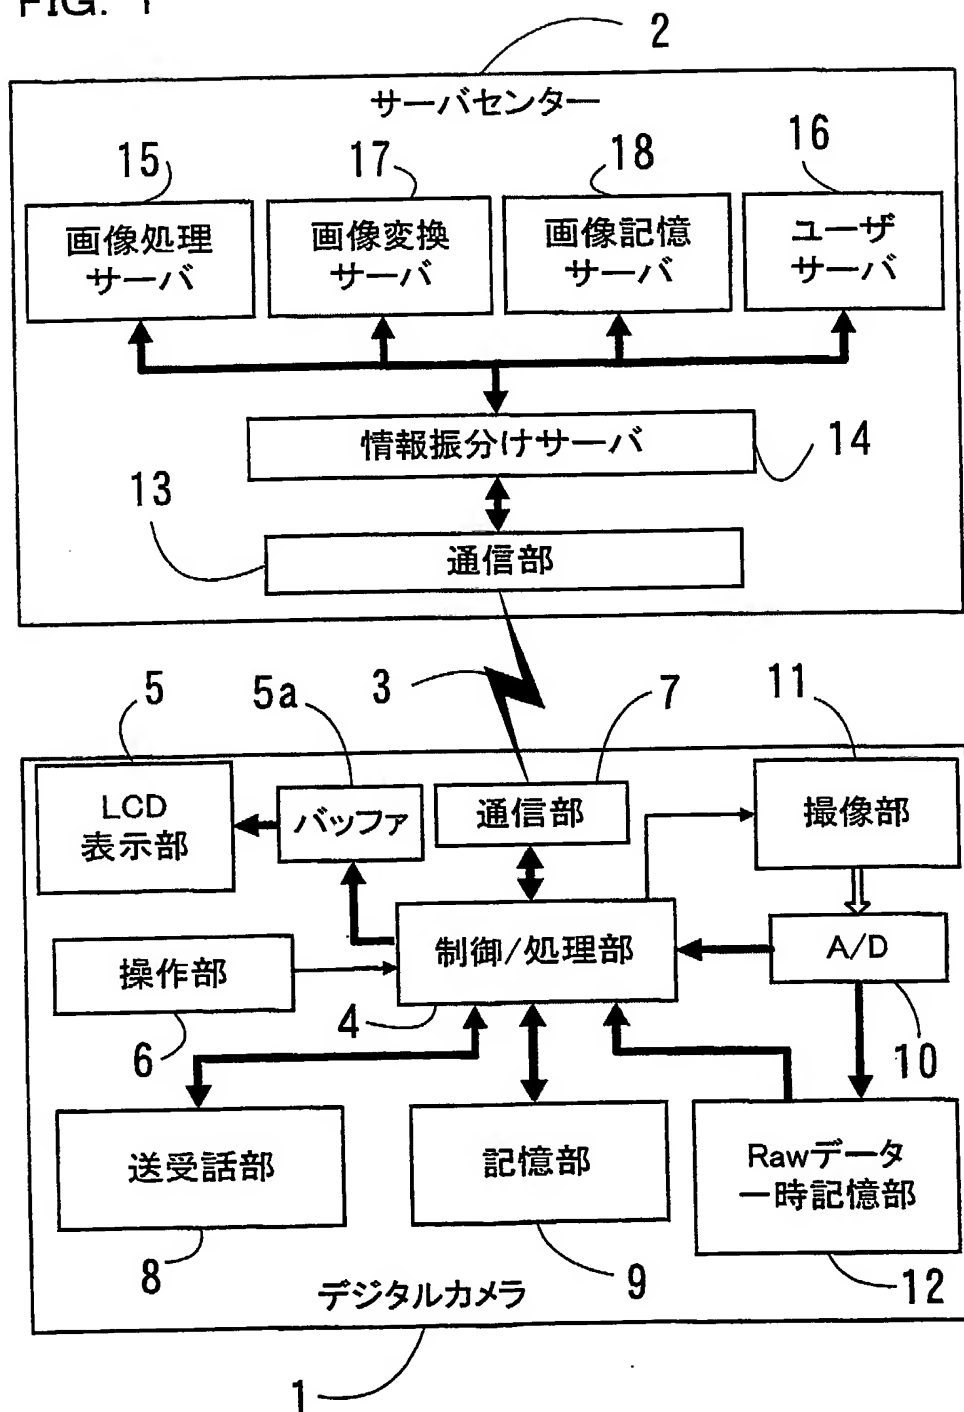 FIG. 1
2
サーバセンター
15
17
18
16
画像処理
サーバ
画像変換
サーバ
画像記憶
サーバ
ユーザ
サーバ
情報振分けサーバ
14
13
通信部
3
5
5a
7
11
LCD
表示部
バッファ
通信部
撮像部
操作部
制御/処理部
A/D
6
4
10
送受話部
記憶部
Rawデータ
一時記憶部
8
9
12
デジタルカメラ
1